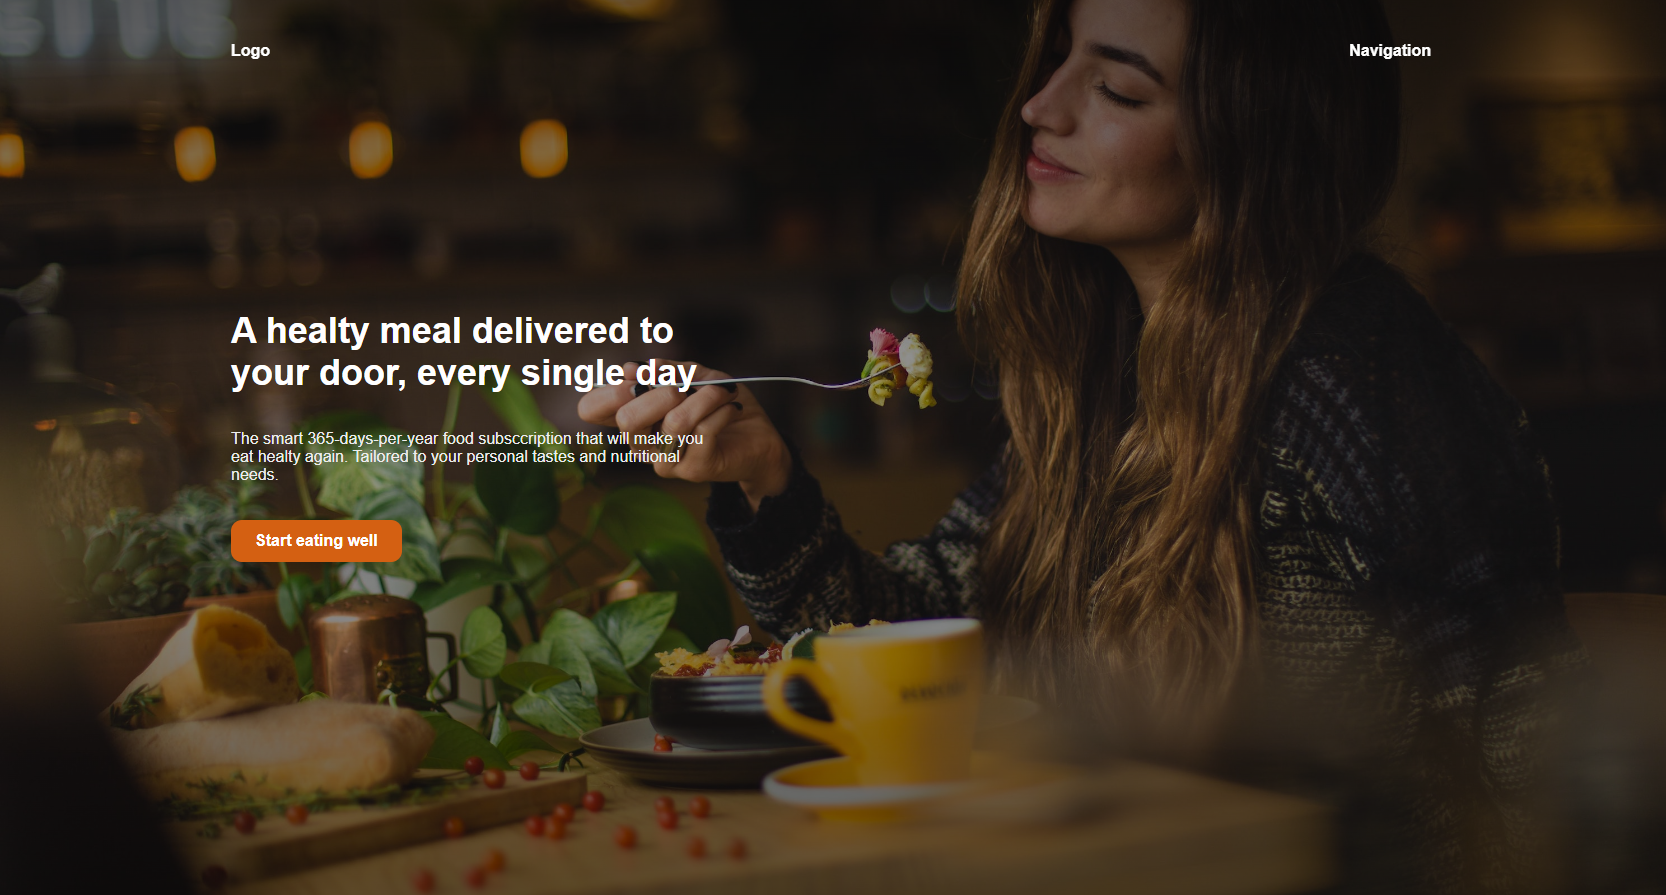 Logo
Navigation
A healty meal delivered to
your door, every single day
The smart 365-days-per-year food subsccription that will make you
eat healty again. Tailored to your personal tastes and nutritional
needs.
Start eating well